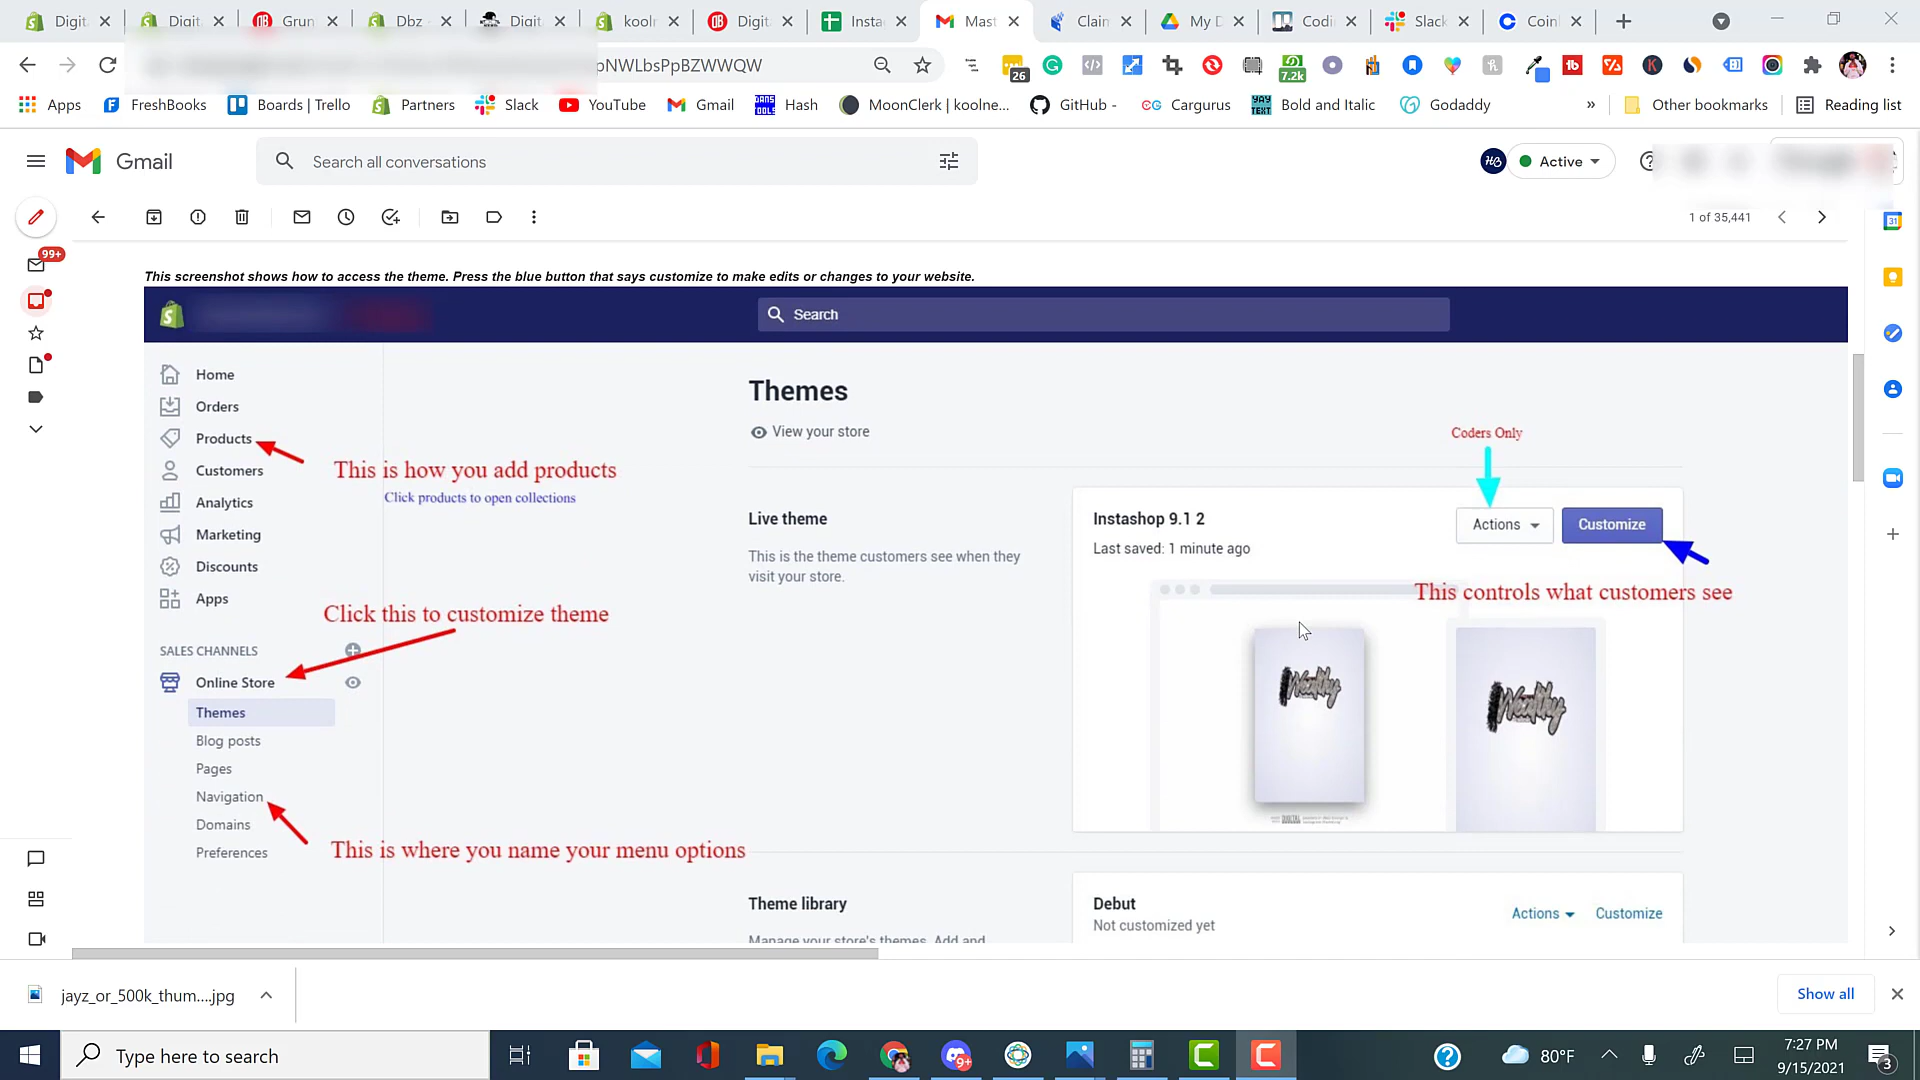 Digit
Digit
Grun
Dbz
Digit
kooln
Digit
Insta
Mast
Clain
My D
Codi
Slack
Coin
pNWLbsPpBZWWQW
26
7.2k
Apps
FreshBooks
Boards | Trello
Partners
Slack
YouTube
Gmail
Hash
MoonClerk | koolne...
GitHub -
Cargurus
Bold and Italic
Godaddy
»
Other bookmarks
Reading list
Gmail
Search all conversations
Active
1 of 35,441
99+
This screenshot shows how to access the theme. Press the blue button that says customize to make edits or changes to your website.
Search
Home
Orders
Products
Customers
Analytics
Marketing
Discounts
Apps
SALES CHANNELS
Online Store
Themes
Blog posts
Pages
Navigation
Domains
Preferences
This is how you add products
Click products to open collections
Click this to customize theme
This is where you name your menu options
Themes
View your store
Live theme
This is the theme customers see when they
visit your store.
Coders Only
Instashop 9.1 2
Last saved: 1 minute ago
Actions
Customize
This controls what customers see
Wealthy
Wealthy
Theme library
Manage your store's themes. Add and
Debut
Not customized yet
Actions
Customize
jayz_or_500k_thum....jpg
Show all
Type here to search
9+
80°F
7:27 PM
9/15/2021
3